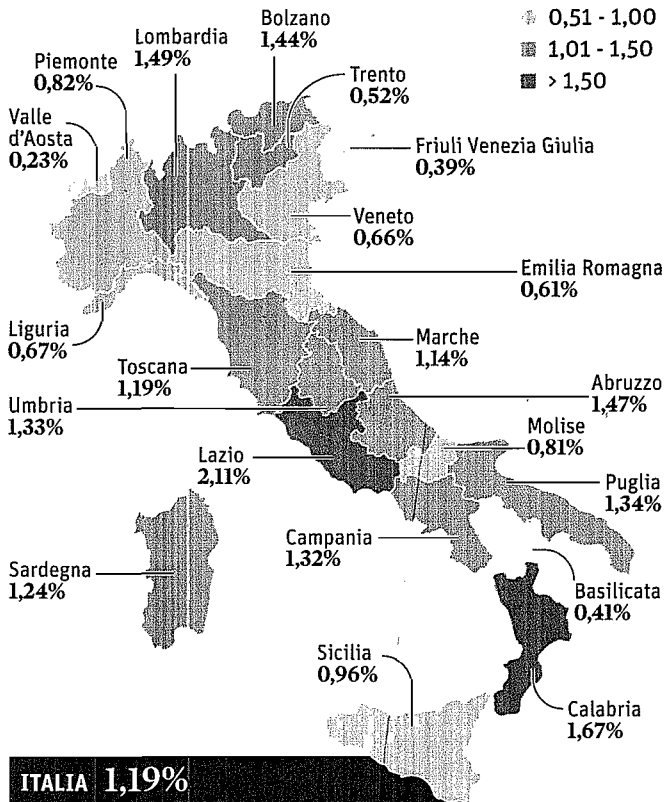 0,51 - 1,00
1,01 - 1,50
> 1,50
Bolzano
1,44%
Lombardia
1,49%
Piemonte
0,82%
Trento
0,52%
Valle
d'Aosta
0,23%
Friuli Venezia Giulia
0,39%
Veneto
0,66%
Emilia Romagna
0,61%
Liguria
0,67%
Marche
1,14%
Toscana
1,19%
Abruzzo
1,47%
Umbria
1,33%
Molise
0,81%
Lazio
2,11%
Puglia
1,34%
Campania
1,32%
Sardegna
1,24%
Basilicata
0,41%
Sicilia
0,96%
Calabria
1,67%
ITALIA 1,19%